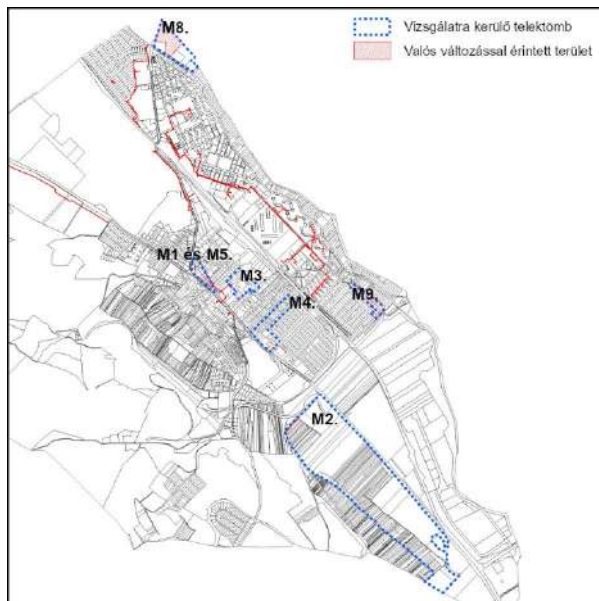 M8.
Vizsgálatra kerülő telektömb
Valós változással érintett terület
M1 és M5.
M3.
M4.
M9.
M2.